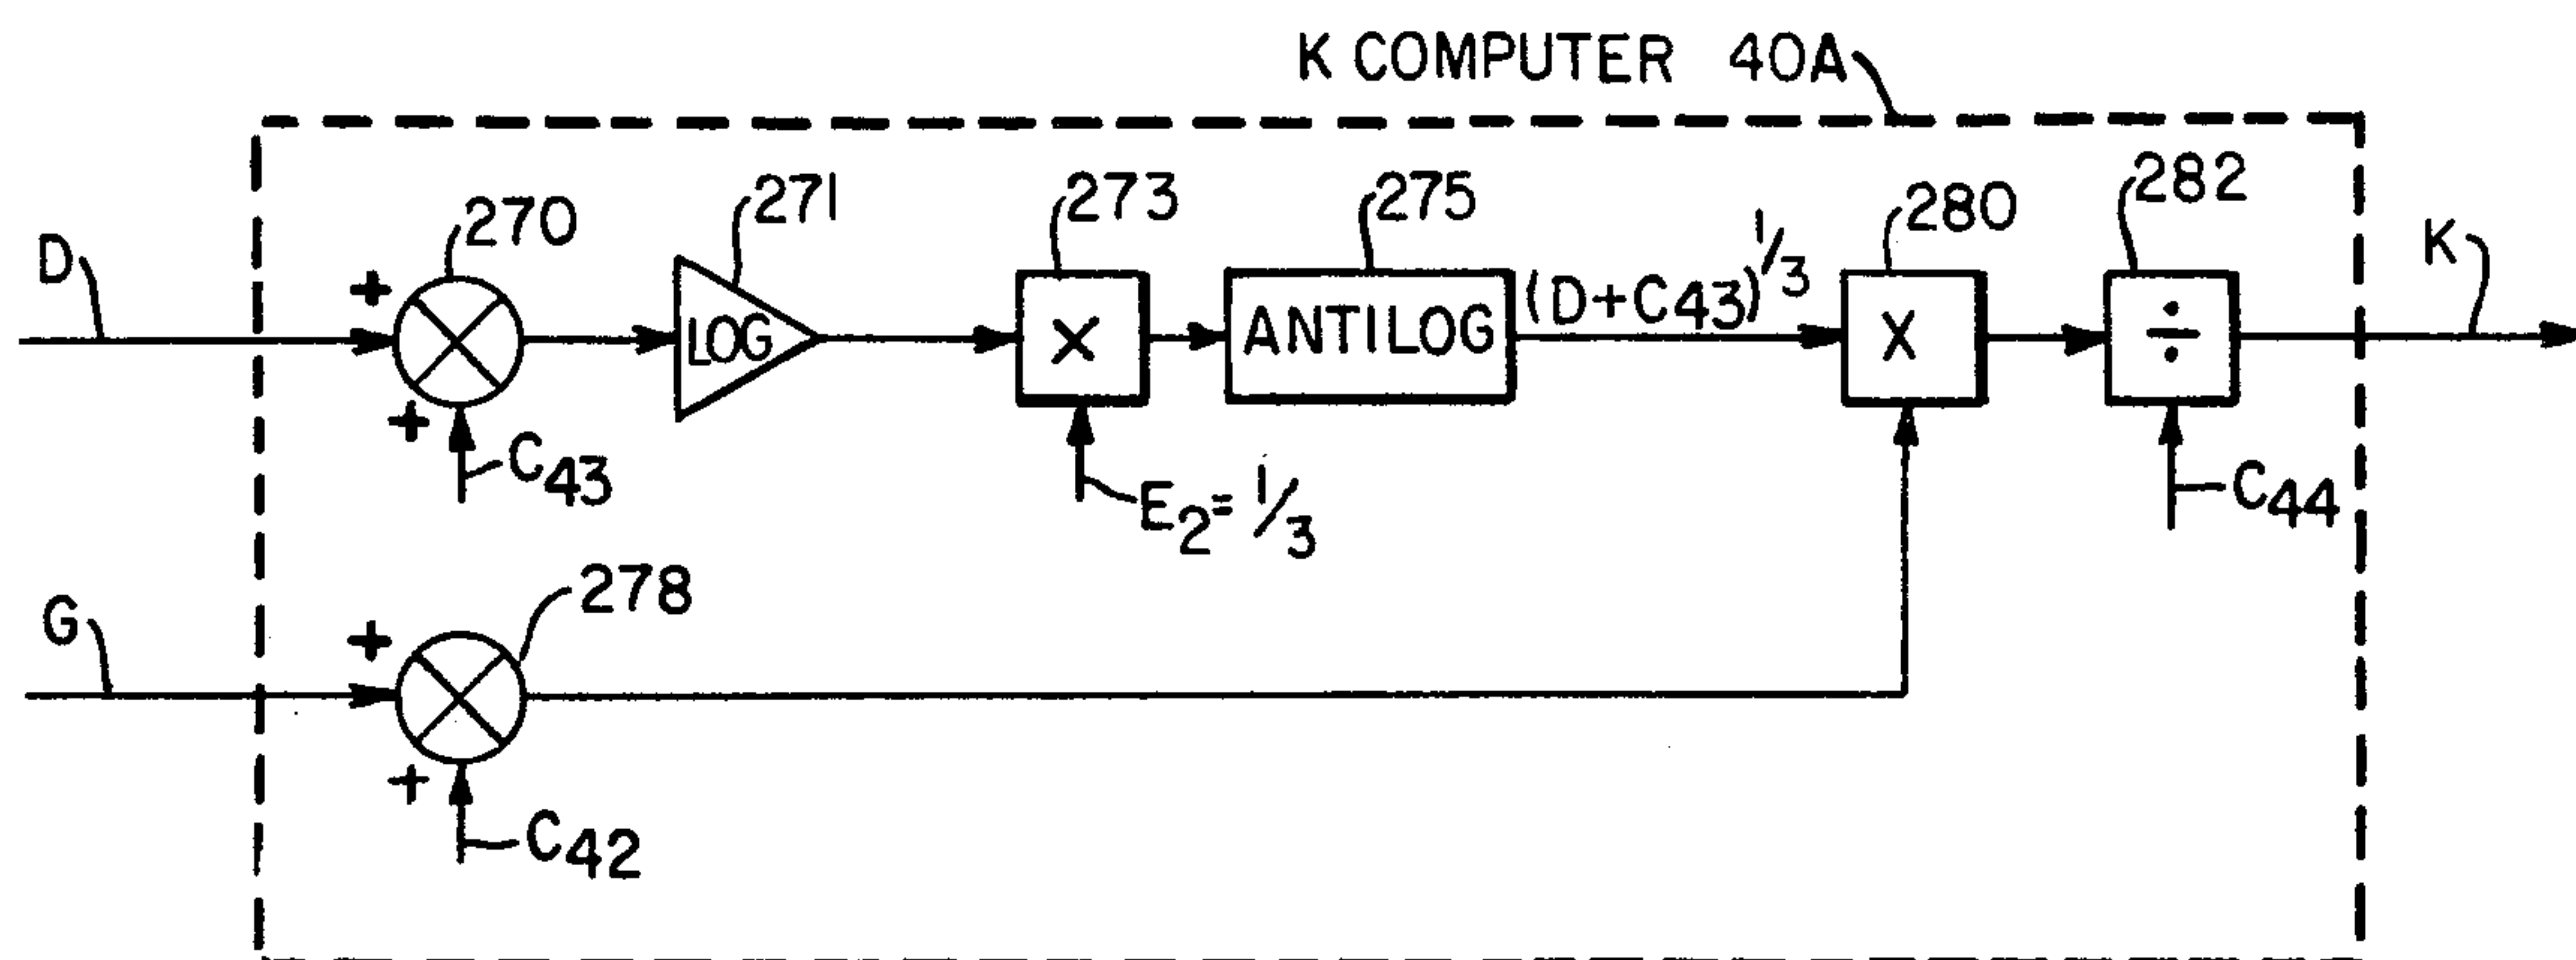 K COMPUTER 40A
D
270
271
273
275
280
282
K
+
LOG
×
ANTILOG
(D+C43)^1/3
X
÷
+
C43
E2=1/3
C44
G
278
+
+
C42